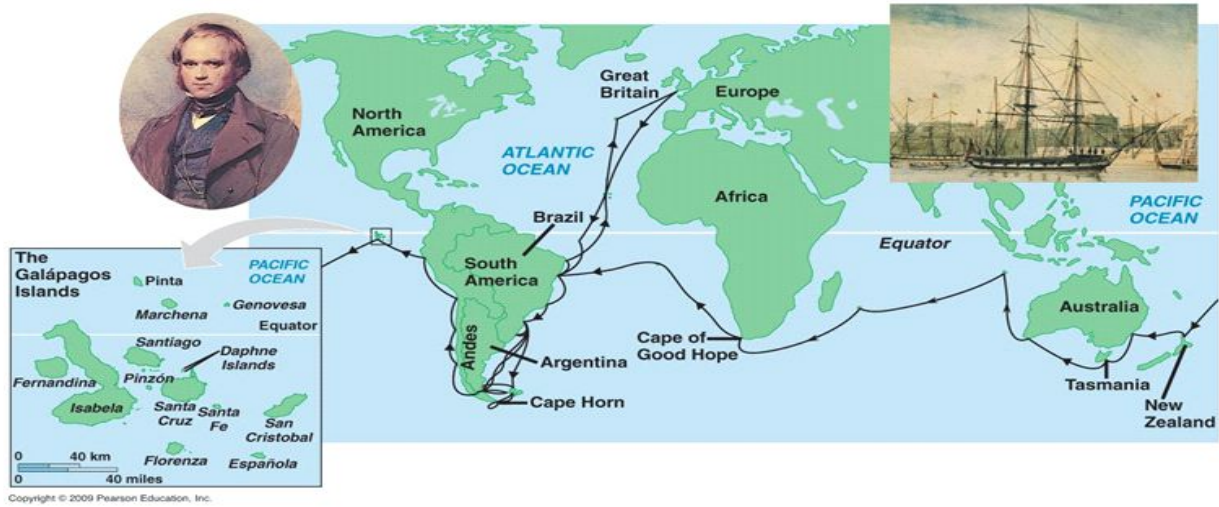 North
America
ATLANTIC
OCEAN
Great
Britain
Europe
Africa
Brazil
South
America
Andes
Argentina
Cape Horn
Cape of
Good Hope
Equator
PACIFIC
OCEAN
Australia
Tasmania
New
Zealand
The
Galápagos
Islands
PACIFIC
OCEAN
Pinta
Marchena
Genovesa
Equator
Santiago
Daphne
Islands
Fernandina
Pinzón
Isabela
Santa
Cruz
Santa
Fe
San
Cristobal
Florenza
Española
0 40 km
0 40 miles
Copyright © 2009 Pearson Education, Inc.